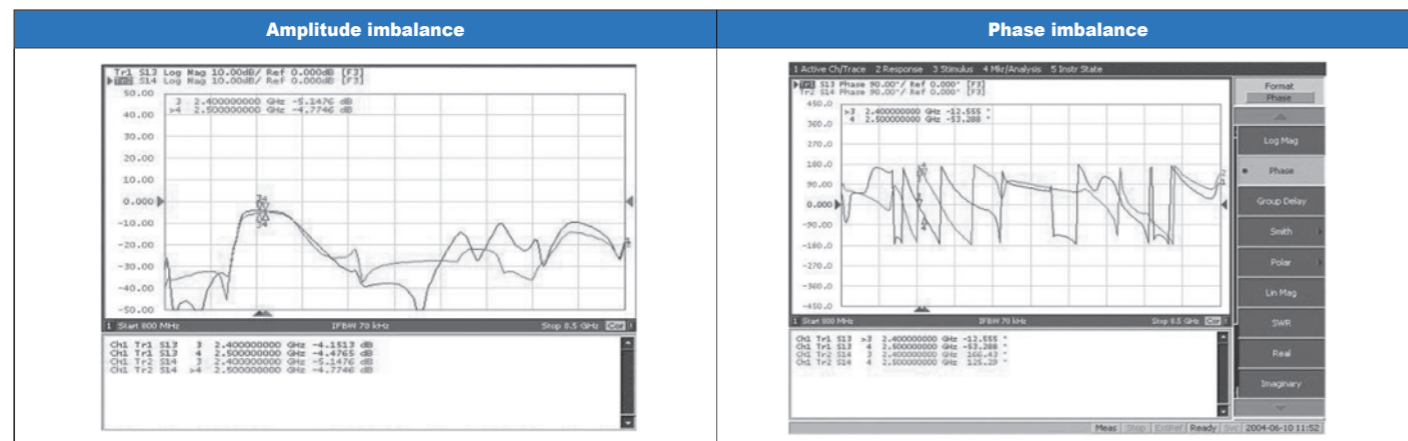 Amplitude imbalance
Phase imbalance
Tr1 S13 Log Mag 10.00dB/ Ref 0.000dB [F3]
Tr2 S14 Log Mag 10.00dB/ Ref 0.000dB [F3]
50.00
3 2.400000000 GHz -5.1476 dB
>4 2.500000000 GHz -4.7746 dB
40.00
30.00
20.00
10.00
0.000
-10.00
-20.00
-30.00
-40.00
-50.00
1 Start 800 MHz IFBW 70 kHz Stop 8.5 GHz Cor
Ch1 Tr1 S13 3 2.400000000 GHz -4.1513 dB
Ch1 Tr1 S13 4 2.500000000 GHz -4.4765 dB
Ch1 Tr2 S14 3 2.400000000 GHz -5.1476 dB
Ch1 Tr2 S14 >4 2.500000000 GHz -4.7746 dB
1 Active Ch/Trace 2 Response 3 Stimulus 4 Mkr/Analysis 5 Instr State
Tr1 S13 Phase 90.00°/ Ref 0.000° [F3]
Tr2 S14 Phase 90.00°/ Ref 0.000° [F3]
450.0
>3 2.400000000 GHz -12.555 °
4 2.500000000 GHz -53.288 °
360.0
270.0
180.0
90.00
0.000
-90.00
-180.0
-270.0
-360.0
-450.0
1 Start 800 MHz IFBW 70 kHz Stop 8.5 GHz Cor
Ch1 Tr1 S13 >3 2.400000000 GHz -12.555 °
Ch1 Tr1 S13 4 2.500000000 GHz -53.288 °
Ch1 Tr2 S14 3 2.400000000 GHz 166.43 °
Ch1 Tr2 S14 4 2.500000000 GHz 125.29 °
Format
Phase
Log Mag
Phase
Group Delay
Smith
Polar
Lin Mag
SWR
Real
Imaginary
Meas Stop ExtRef Ready Svc 2004-06-10 11:52